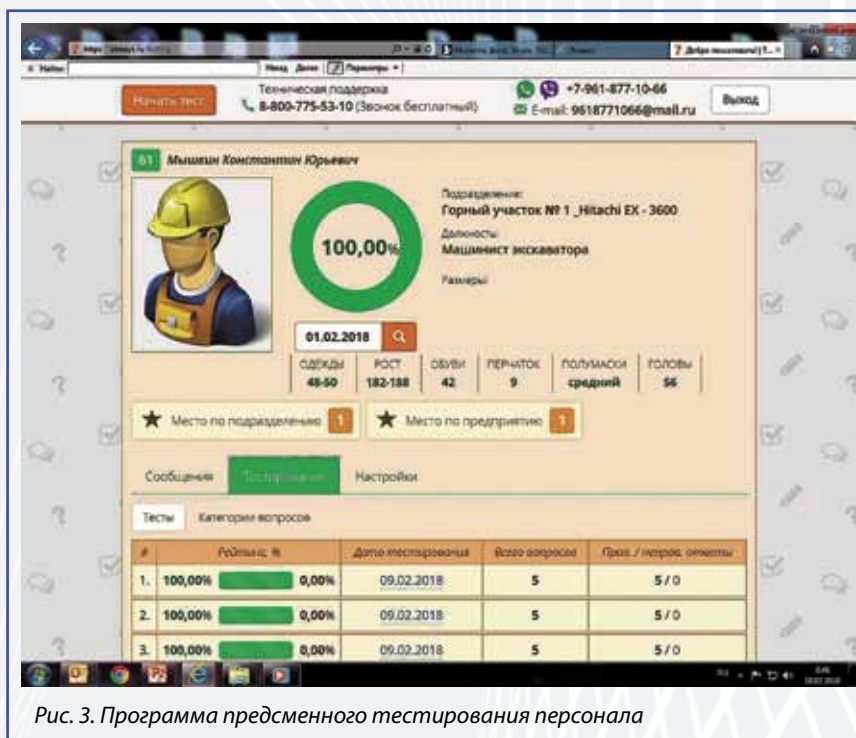 Найти: Назад Далее Параметры
Начать тест
Техническая поддержка
8-800-775-53-10 (Звонок бесплатный)
+7-961-877-10-66
E-mail: 9618771066@mail.ru
Выход
61 Мышкин Константин Юрьевич
100,00%
Подразделение:
Горный участок № 1 _Hitachi EX - 3600
Должность:
Машинист экскаватора
Размеры:
01.02.2018
ОДЕЖДЫ РОСТ ОБУВИ ПЕРЧАТОК ПОЛУМАСКИ ГОЛОВЫ
48-50 182-188 42 9 средний 56
Место по подразделению 1 Место по предприятию 1
Сообщения Тестирование Настройки
Тесты Категории вопросов
# Рейтинг, % Дата тестирования Всего вопросов Прав. / неправ. ответы
1. 100,00% 0,00% 09.02.2018 5 5 / 0
2. 100,00% 0,00% 09.02.2018 5 5 / 0
3. 100,00% 0,00% 09.02.2018 5 5 / 0
Рис. 3. Программа предсменного тестирования персонала